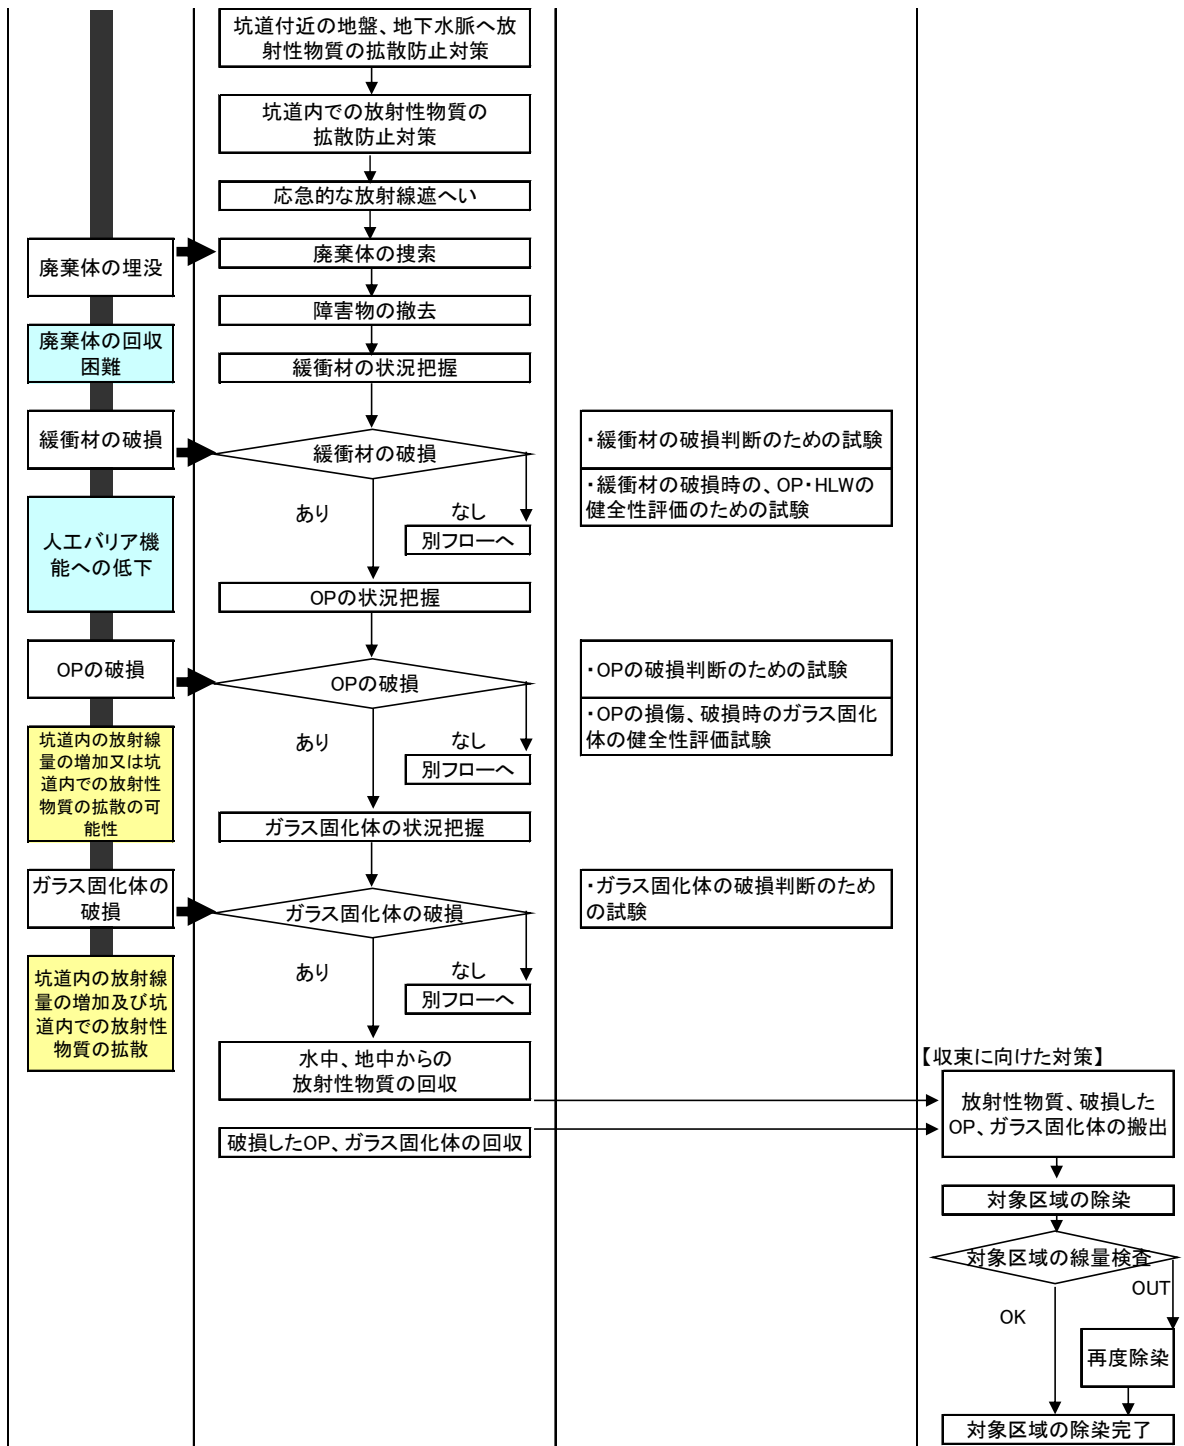 坑道付近の地盤、地下水脈へ放
射性物質の拡散防止対策
坑道内での放射性物質の
拡散防止対策
応急的な放射線遮へい
廃棄体の埋没
廃棄体の捜索
障害物の撤去
廃棄体の回収
困難
緩衝材の状況把握
緩衝材の破損
緩衝材の破損
・緩衝材の破損判断のための試験
・緩衝材の破損時の、OP・HLWの
健全性評価のための試験
あり
なし
別フローへ
人工バリア機
能への低下
OPの状況把握
OPの破損
OPの破損
・OPの破損判断のための試験
・OPの損傷、破損時のガラス固化
体の健全性評価試験
あり
なし
別フローへ
坑道内の放射線
量の増加又は坑
道内での放射性
物質の拡散の可
能性
ガラス固化体の状況把握
ガラス固化体の
破損
ガラス固化体の破損
・ガラス固化体の破損判断のため
の試験
あり
なし
別フローへ
坑道内の放射線
量の増加及び坑
道内での放射性
物質の拡散
水中、地中からの
放射性物質の回収
破損したOP、ガラス固化体の回収
【収束に向けた対策】
放射性物質、破損した
OP、ガラス固化体の搬出
対象区域の除染
対象区域の線量検査
OUT
OK
再度除染
対象区域の除染完了